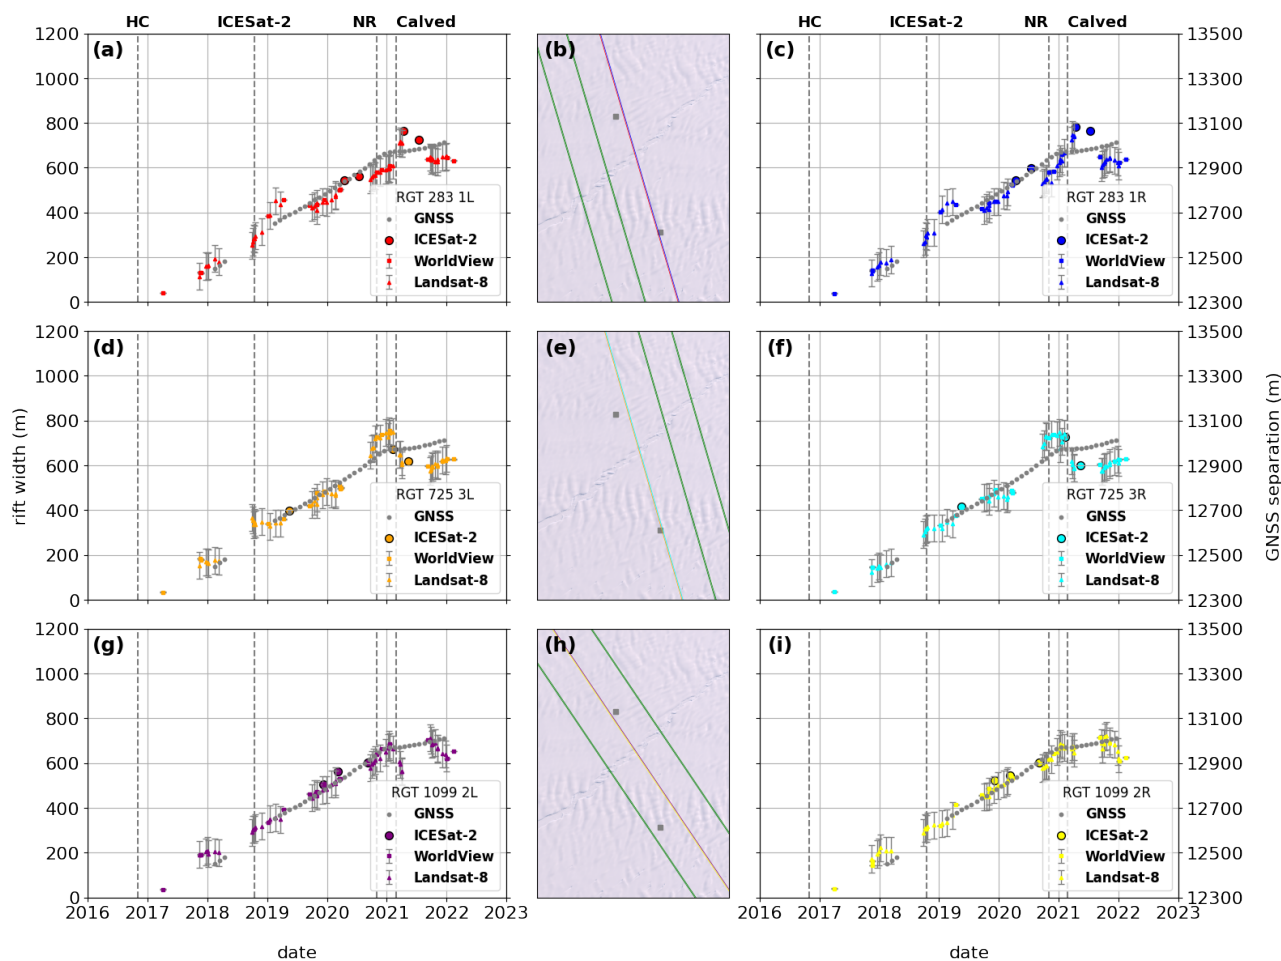 HC ICESat-2 NR Calved
HC ICESat-2 NR Calved
(a)
1200
1000
800
600
400
200
0
RGT 283 1L
GNSS
ICESat-2
WorldView
Landsat-8
(b)
(c)
RGT 283 1R
GNSS
ICESat-2
WorldView
Landsat-8
13500
13300
13100
12900
12700
12500
12300
rift width (m)
(d)
1200
1000
800
600
400
200
0
RGT 725 3L
GNSS
ICESat-2
WorldView
Landsat-8
(e)
(f)
RGT 725 3R
GNSS
ICESat-2
WorldView
Landsat-8
13500
13300
13100
12900
12700
12500
12300
GNSS separation (m)
(g)
1200
1000
800
600
400
200
0
RGT 1099 2L
GNSS
ICESat-2
WorldView
Landsat-8
(h)
(i)
RGT 1099 2R
GNSS
ICESat-2
WorldView
Landsat-8
13500
13300
13100
12900
12700
12500
12300
2016 2017 2018 2019 2020 2021 2022 2023
2016 2017 2018 2019 2020 2021 2022 2023
date
date